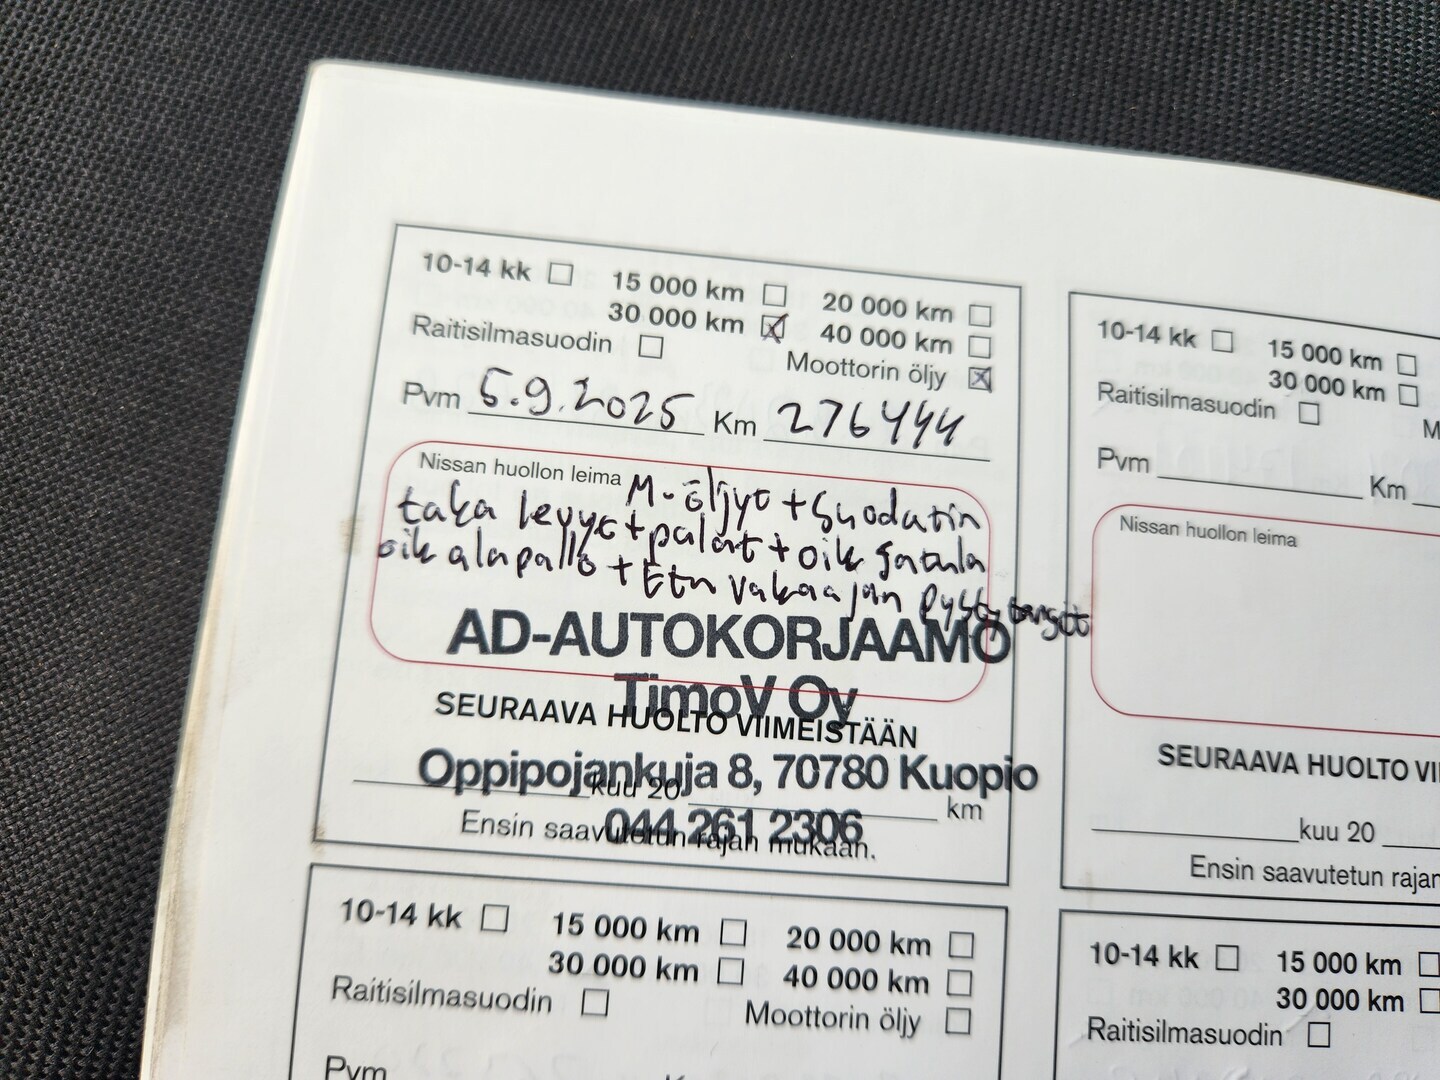 10-14 kk 15 000 km 20 000 km
30 000 km 40 000 km
Raitisilmasuodin Moottorin öljy
Pvm 5.9.2025 Km 276444
Nissan huollon leima M-öljyt + Suodatin
taka levyt + palat + oik satula
oik alapallo + Etn vakaajan pystytangot
AD-AUTOKORJAAMO
TimoV Oy
SEURAAVA HUOLTO VIIMEISTÄÄN
Oppipojankuja 8, 70780 Kuopio
kuu 20 km
044 261 2306
Ensin saavutetun rajan mukaan.
10-14 kk 15 000 km
30 000 km
Raitisilmasuodin M
Pvm Km
Nissan huollon leima
SEURAAVA HUOLTO VI
kuu 20
Ensin saavutetun rajan
10-14 kk 15 000 km 20 000 km
30 000 km 40 000 km
Raitisilmasuodin Moottorin öljy
Pvm
10-14 kk 15 000 km
30 000 km
Raitisilmasuodin